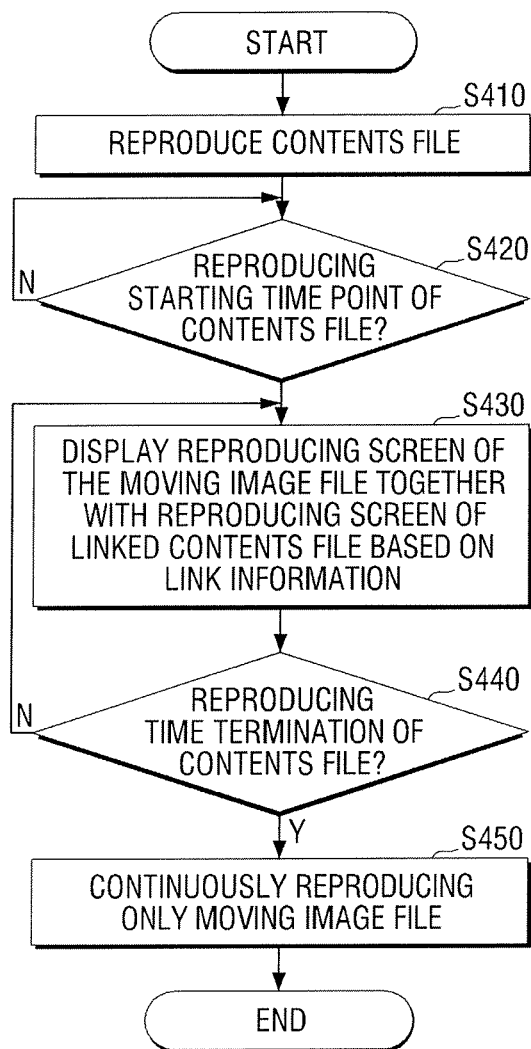 START
S410
REPRODUCE CONTENTS FILE
S420
N
REPRODUCING
STARTING TIME POINT OF
CONTENTS FILE?
S430
DISPLAY REPRODUCING SCREEN OF
THE MOVING IMAGE FILE TOGETHER
WITH REPRODUCING SCREEN OF
LINKED CONTENTS FILE BASED ON
LINK INFORMATION
S440
N
REPRODUCING
TIME TERMINATION OF
CONTENTS FILE?
Y
S450
CONTINUOUSLY REPRODUCING
ONLY MOVING IMAGE FILE
END